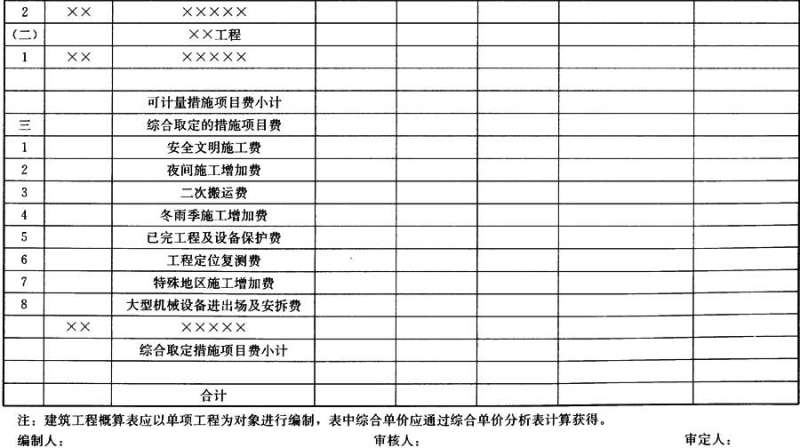 2 ×× ×××××
(二) ××工程
1 ×× ×××××
可计量措施项目费小计
三 综合取定的措施项目费
1 安全文明施工费
2 夜间施工增加费
3 二次搬运费
4 冬雨季施工增加费
5 已完工程及设备保护费
6 工程定位复测费
7 特殊地区施工增加费
8 大型机械设备进出场及安拆费
×× ×××××
综合取定措施项目费小计
合计
注：建筑工程概算表应以单项工程为对象进行编制，表中综合单价应通过综合单价分析表计算获得。
编制人： 审核人： 审定人：